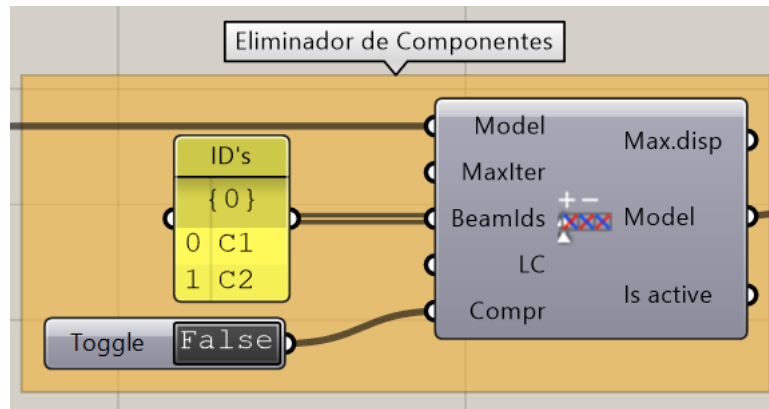 Eliminador de Componentes
ID's
{0}
0 C1
1 C2
Toggle False
Model
MaxIter
BeamIds
LC
Compr
Max.disp
Model
Is active